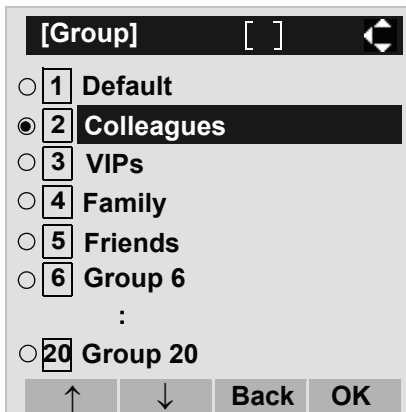 [Group] [ ]
1 Default
2 Colleagues
3 VIPs
4 Family
5 Friends
6 Group 6
:
20 Group 20
↑ ↓ Back OK